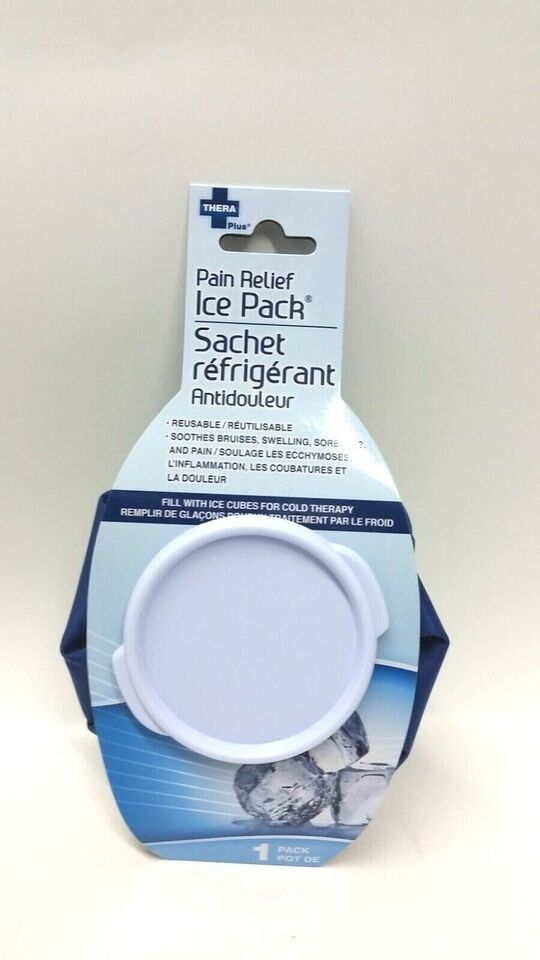 THERA
Plus®
Pain Relief
Ice Pack®
Sachet
réfrigérant
Antidouleur
· REUSABLE / RÉUTILISABLE
· SOOTHES BRUISES, SWELLING,
AND PAIN / SOULAGE LES ECCHYMOSES,
L'INFLAMMATION, LES COUBATURES ET
LA DOULEUR
FILL WITH ICE CUBES FOR COLD THERAPY
REMPLIR DE GLAÇONS TRAITEMENT PAR LE FROID
1 PACK
PQT DE